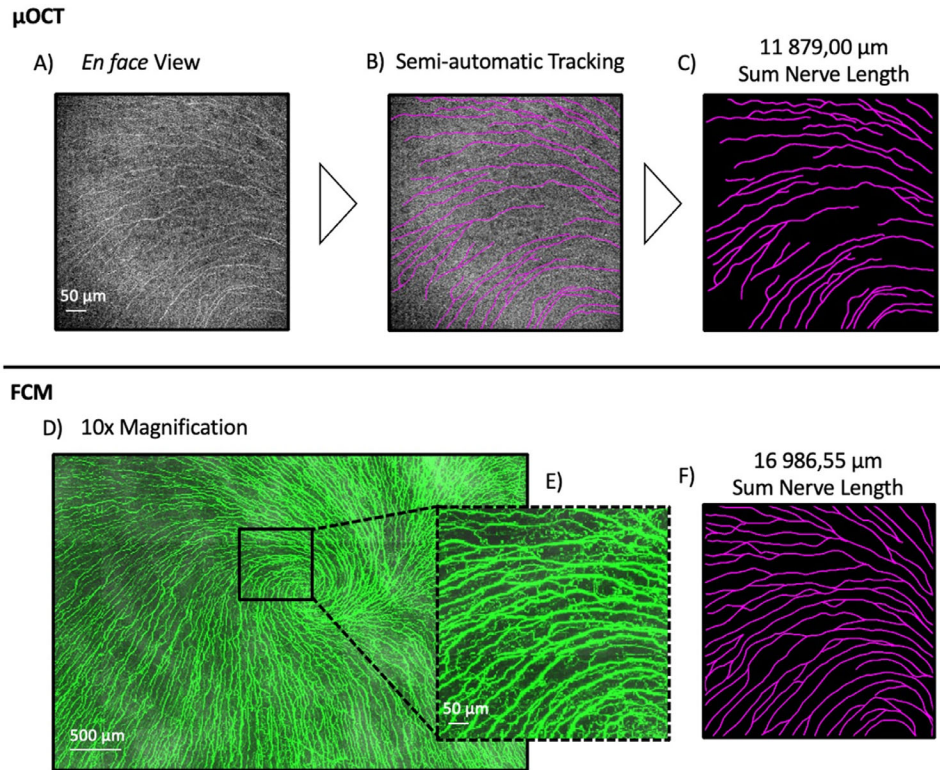 µOCT
A) En face View
B) Semi-automatic Tracking
C) 11 879,00 µm
Sum Nerve Length
50 µm
FCM
D) 10x Magnification
E)
F) 16 986,55 µm
Sum Nerve Length
500 µm
50 µm